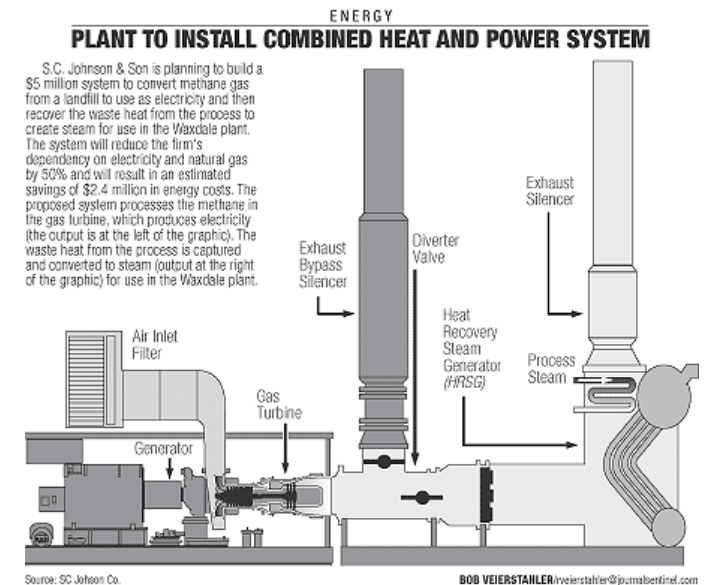 ENERGY
PLANT TO INSTALL COMBINED HEAT AND POWER SYSTEM
S.C. Johnson & Son is planning to build a
$5 million system to convert methane gas
from a landfill to use as electricity and then
recover the waste heat from the process to
create steam for use in the Waxdale plant.
The system will reduce the firm's
dependency on electricity and natural gas
by 50% and will result in an estimated
savings of $2.4 million in energy costs. The
proposed system processes the methane in
the gas turbine, which produces electricity
(the output is at the left of the graphic). The
waste heat from the process is captured
and converted to steam (output at the right
of the graphic) for use in the Waxdale plant.
Exhaust
Silencer
Exhaust
Bypass
Silencer
Diverter
Valve
Heat
Recovery
Steam
Generator
(HRSG)
Process
Steam
Air Inlet
Filter
Gas
Turbine
Generator
Source: SC Johson Co.
BOB VEIERSTAHLER/rveierstahler@journalsentinel.com